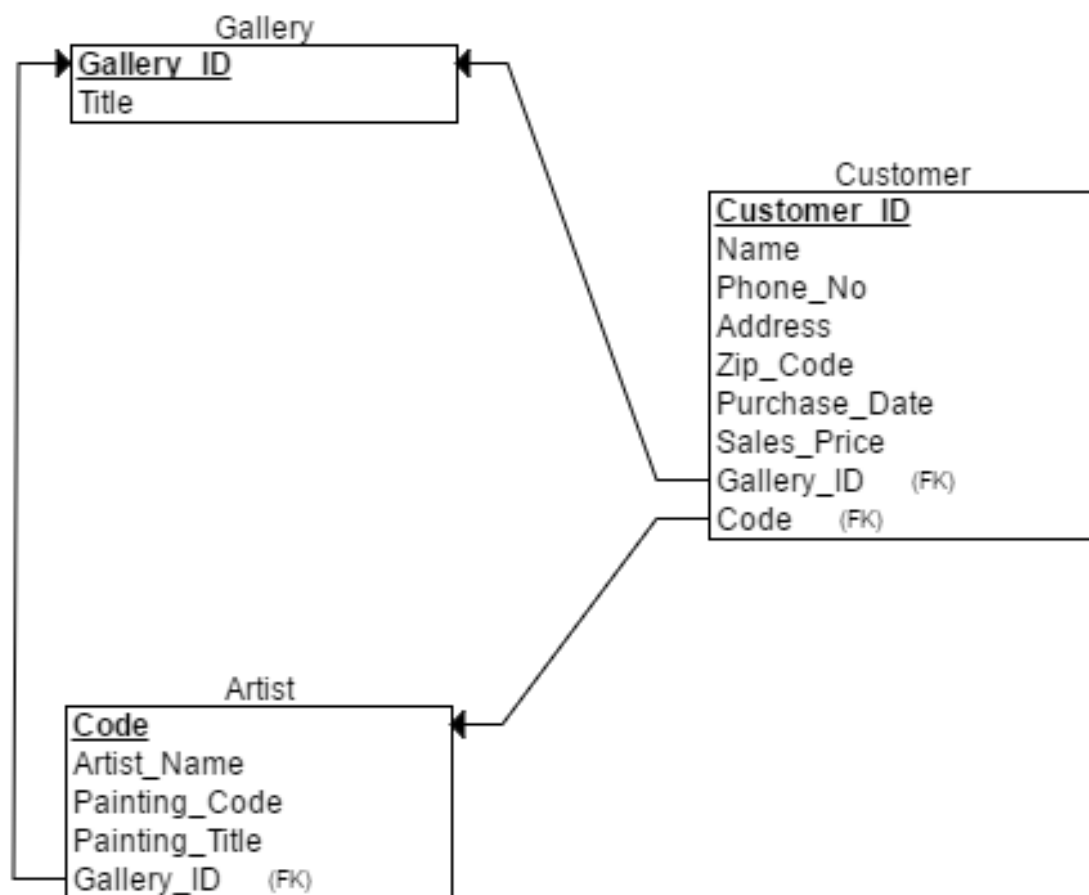 Gallery
Gallery_ID
Title
Customer
Customer_ID
Name
Phone_No
Address
Zip_Code
Purchase_Date
Sales_Price
Gallery_ID (FK)
Code (FK)
Artist
Code
Artist_Name
Painting_Code
Painting_Title
Gallery_ID (FK)